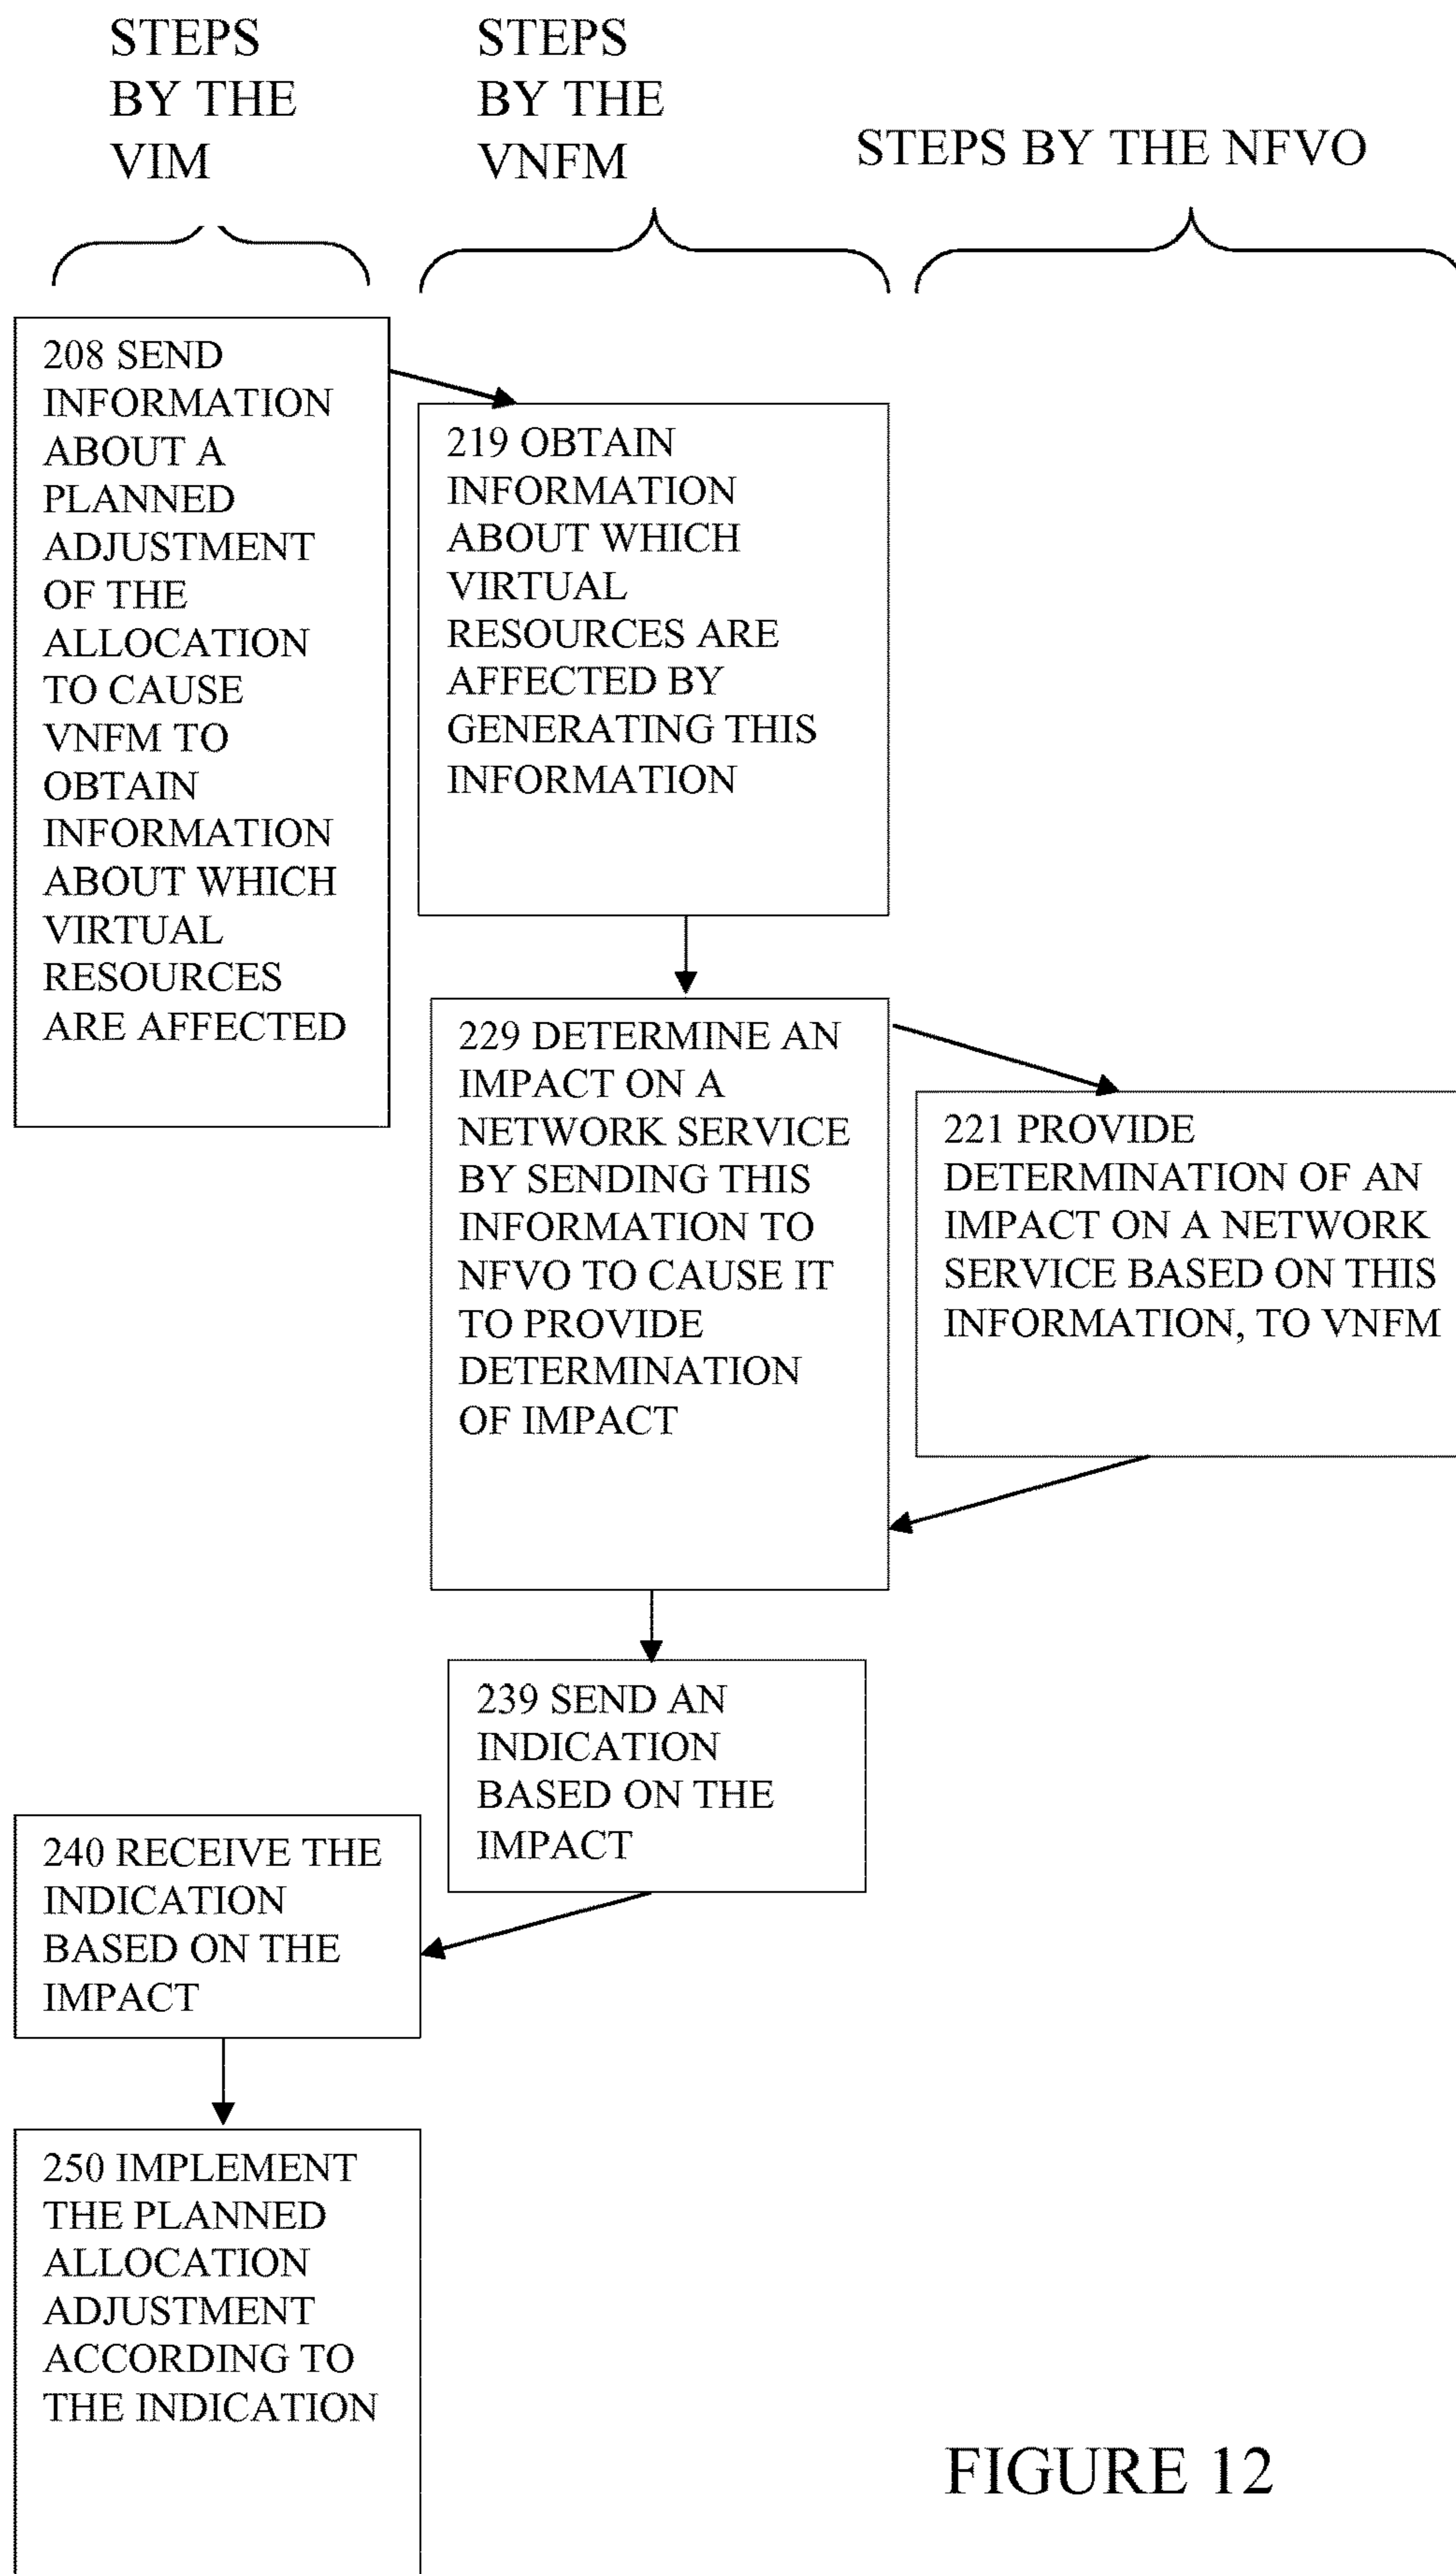 STEPS
BY THE
VIM
STEPS
BY THE
VNFM
STEPS BY THE NFVO
208 SEND
INFORMATION
ABOUT A
PLANNED
ADJUSTMENT
OF THE
ALLOCATION
TO CAUSE
VNFM TO
OBTAIN
INFORMATION
ABOUT WHICH
VIRTUAL
RESOURCES
ARE AFFECTED
219 OBTAIN
INFORMATION
ABOUT WHICH
VIRTUAL
RESOURCES ARE
AFFECTED BY
GENERATING THIS
INFORMATION
229 DETERMINE AN
IMPACT ON A
NETWORK SERVICE
BY SENDING THIS
INFORMATION TO
NFVO TO CAUSE IT
TO PROVIDE
DETERMINATION
OF IMPACT
221 PROVIDE
DETERMINATION OF AN
IMPACT ON A NETWORK
SERVICE BASED ON THIS
INFORMATION, TO VNFM
239 SEND AN
INDICATION
BASED ON THE
IMPACT
240 RECEIVE THE
INDICATION
BASED ON THE
IMPACT
250 IMPLEMENT
THE PLANNED
ALLOCATION
ADJUSTMENT
ACCORDING TO
THE INDICATION
FIGURE 12